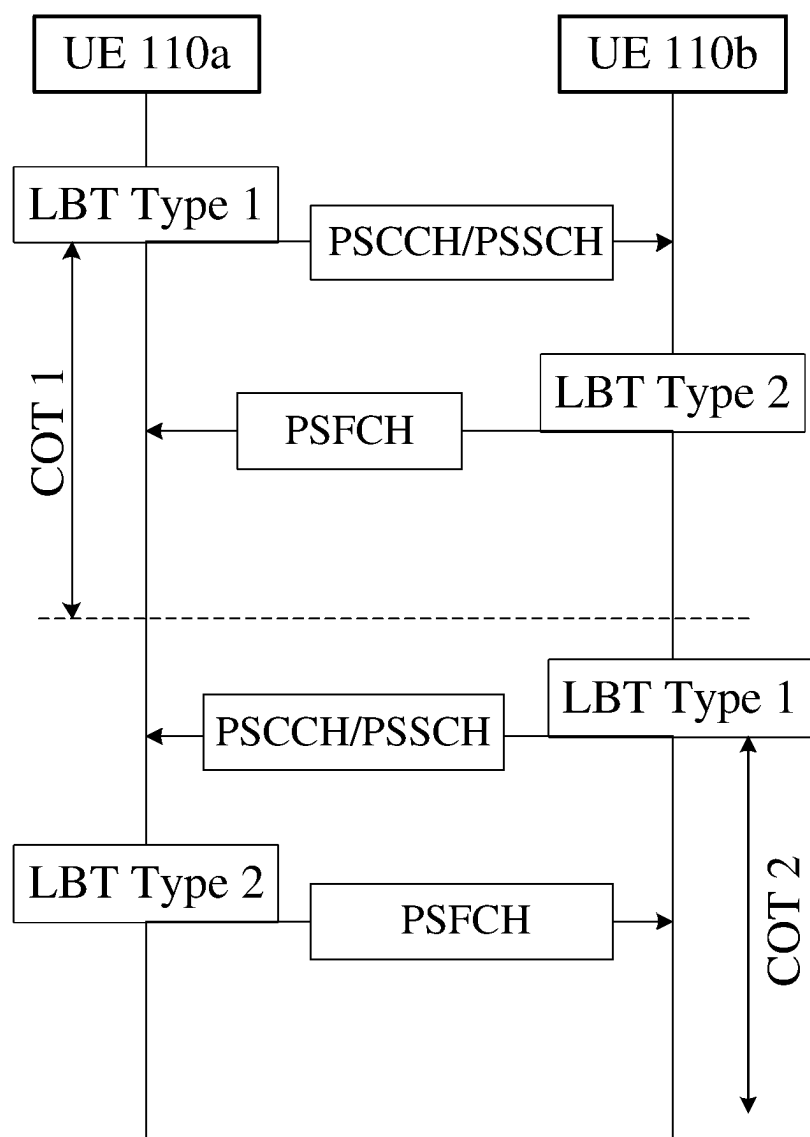 UE 110a
UE 110b
LBT Type 1
PSCCH/PSSCH
COT 1
LBT Type 2
PSFCH
LBT Type 1
PSCCH/PSSCH
LBT Type 2
PSFCH
COT 2